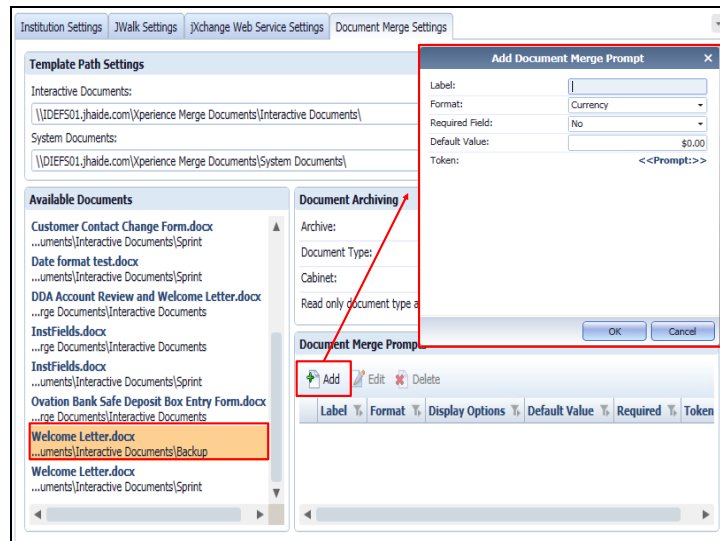 Institution Settings JWalk Settings jXchange Web Service Settings Document Merge Settings
Template Path Settings
Interactive Documents:
\\IDEFS01.jhaide.com\Xperience Merge Documents\Interactive Documents\
System Documents:
\\DIEFS01.jhaide.com\Xperience Merge Documents\System Documents\
Add Document Merge Prompt ×
Label:
Format: Currency
Required Field: No
Default Value: $0.00
Token: <<Prompt:>>
OK Cancel
Available Documents
Customer Contact Change Form.docx
...uments\Interactive Documents\Sprint
Date format test.docx
...uments\Interactive Documents\Sprint
DDA Account Review and Welcome Letter.docx
...rge Documents\Interactive Documents
InstFields.docx
...rge Documents\Interactive Documents
InstFields.docx
...uments\Interactive Documents\Sprint
Ovation Bank Safe Deposit Box Entry Form.docx
...rge Documents\Interactive Documents
Welcome Letter.docx
...uments\Interactive Documents\Backup
Welcome Letter.docx
...uments\Interactive Documents\Sprint
Document Archiving
Archive:
Document Type:
Cabinet:
Read only document type a
Document Merge Prompts
Add Edit Delete
Label Format Display Options Default Value Required Token